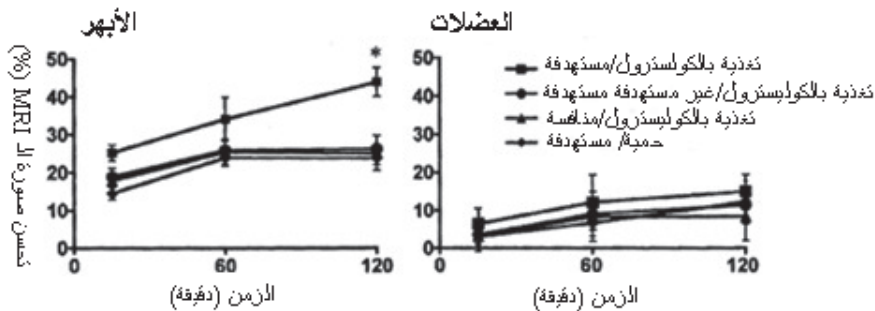 الأبهر
العضلات
تحسن صورة الـ MRI (%)
50
40
30
20
10
0
0
60
120
*
الزمن (دقيقة)
50
40
30
20
10
0
0
60
120
الزمن (دقيقة)
تغذية بالكولسترول/مستهدفة
تغذية بالكوليسترول/غير مستهدفة مستهدفة
تغذية بالكوليسترول/منافسة
حمية/ مستهدفة